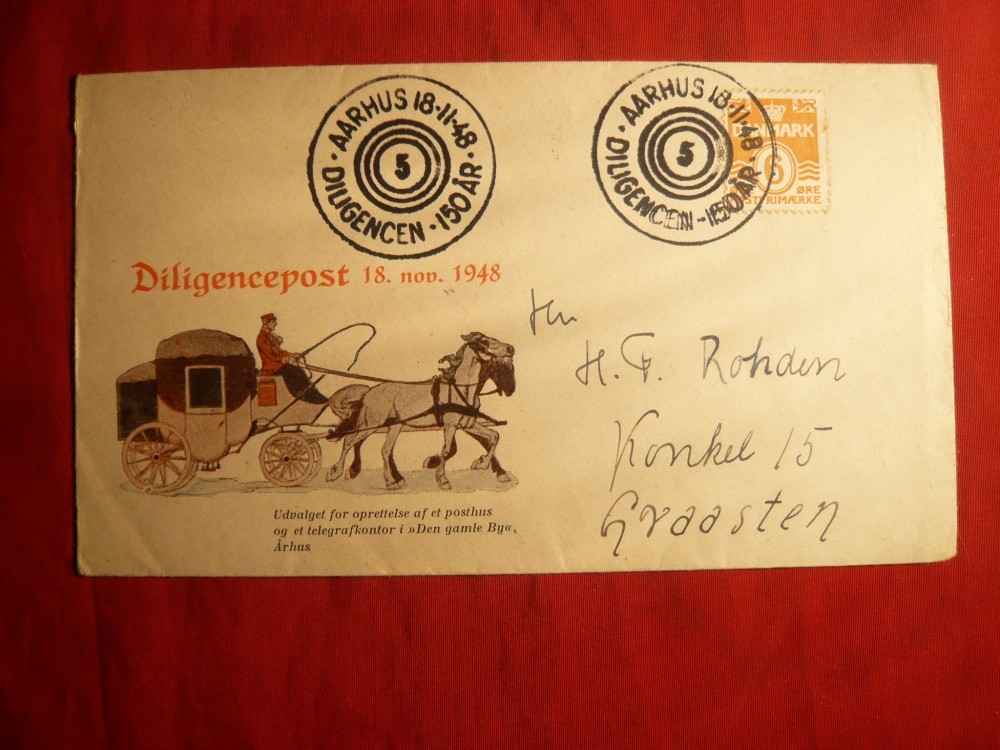 AARHUS 18·11·48·
5
DILIGENCEN·150 ÅR·
AARHUS 18·11·48·
5
DILIGENCEN-150 ÅR
DANMARK
6
ØRE
Diligencepost 18. nov. 1948
H. F. Rohden
Konkel 15
Graasten
Udvalget for oprettelse af et posthus
og et telegrafkontor i »Den gamle By«,
Århus